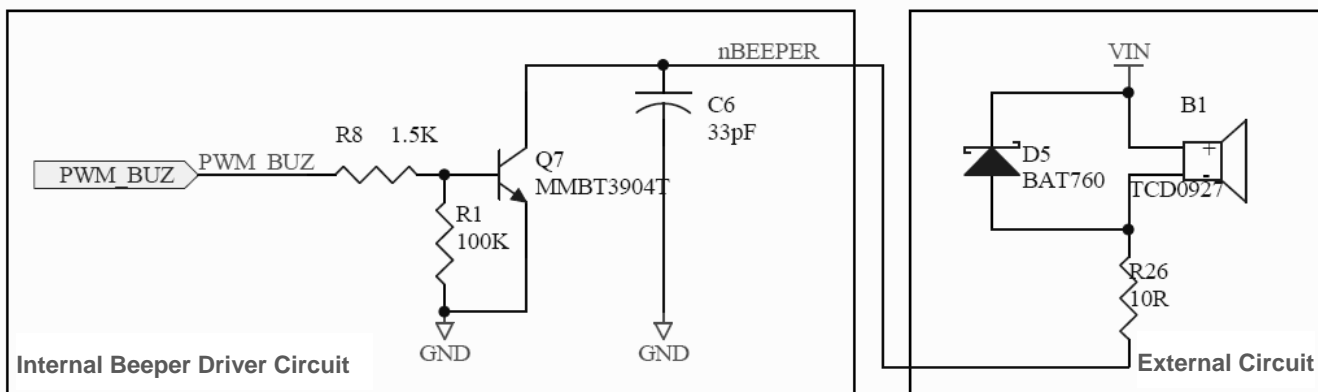 nBEEPER
VIN
C6
33pF
B1
R8 1.5K
PWM_BUZ
PWM_BUZ
Q7
MMBT3904T
D5
BAT760
+
-
TCD0927
R1
100K
R26
10R
GND
GND
Internal Beeper Driver Circuit
External Circuit